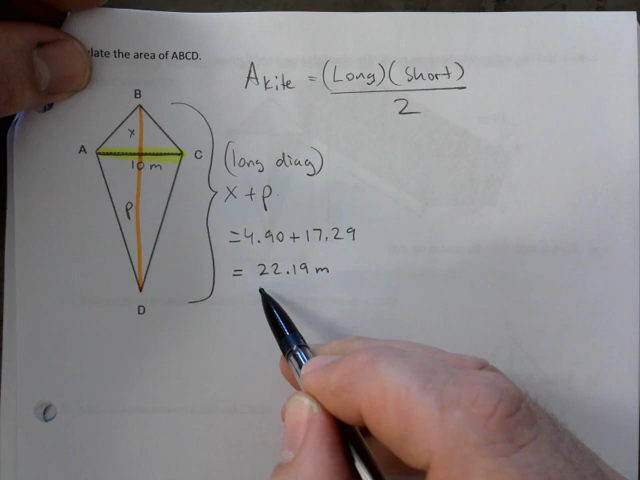 late the area of ABCD.
A kite = (Long)(Short)
2
B
x
A
C
10 m
p
D
(long diag)
x + p.
= 4.90 + 17.29
= 22.19 m